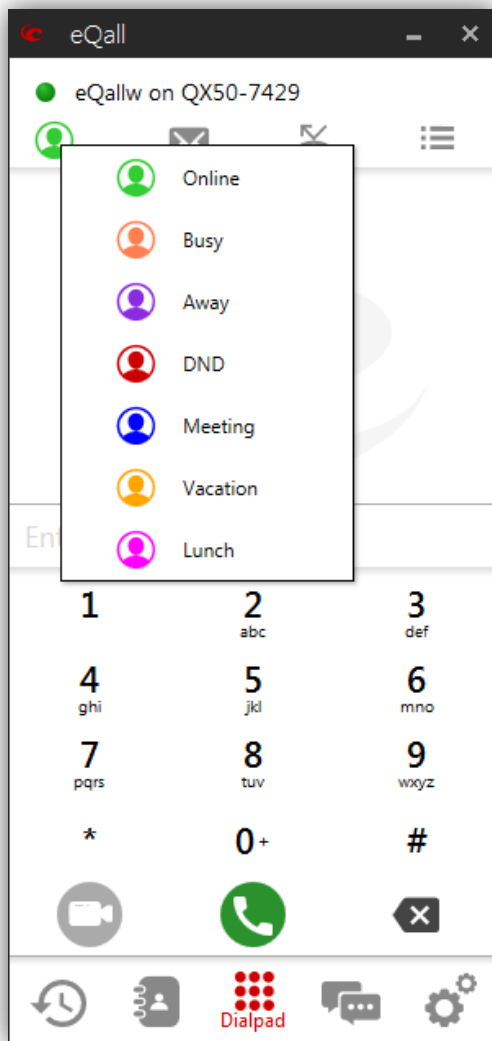 eQall
eQallw on QX50-7429
Online
Busy
Away
DND
Meeting
Vacation
Lunch
1 2 3
abc def
4 5 6
ghi jkl mno
7 8 9
pqrs tuv wxyz
* 0+ #
Dialpad